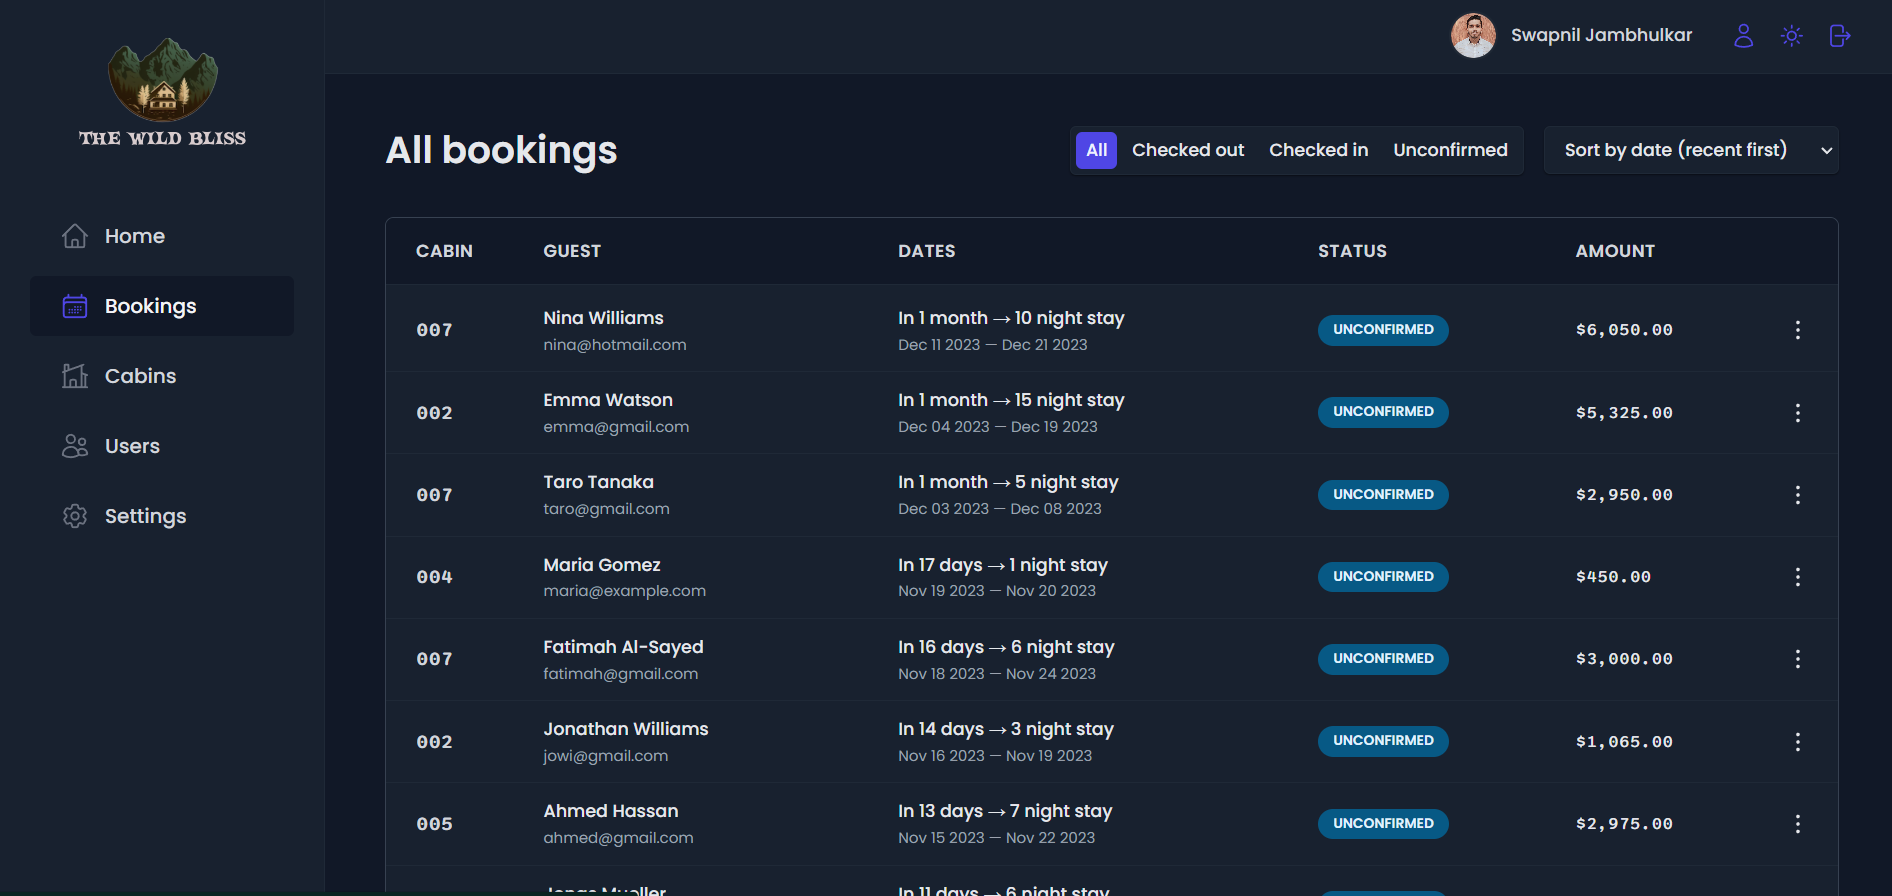 THE WILD BLISS
Swapnil Jambhulkar
Home
Bookings
Cabins
Users
Settings
All bookings
All Checked out Checked in Unconfirmed
Sort by date (recent first)
CABIN GUEST DATES STATUS AMOUNT
007 Nina Williams In 1 month → 10 night stay UNCONFIRMED $6,050.00
nina@hotmail.com Dec 11 2023 — Dec 21 2023
002 Emma Watson In 1 month → 15 night stay UNCONFIRMED $5,325.00
emma@gmail.com Dec 04 2023 — Dec 19 2023
007 Taro Tanaka In 1 month → 5 night stay UNCONFIRMED $2,950.00
taro@gmail.com Dec 03 2023 — Dec 08 2023
004 Maria Gomez In 17 days → 1 night stay UNCONFIRMED $450.00
maria@example.com Nov 19 2023 — Nov 20 2023
007 Fatimah Al-Sayed In 16 days → 6 night stay UNCONFIRMED $3,000.00
fatimah@gmail.com Nov 18 2023 — Nov 24 2023
002 Jonathan Williams In 14 days → 3 night stay UNCONFIRMED $1,065.00
jowi@gmail.com Nov 16 2023 — Nov 19 2023
005 Ahmed Hassan In 13 days → 7 night stay UNCONFIRMED $2,975.00
ahmed@gmail.com Nov 15 2023 — Nov 22 2023
Jonas Mueller In 11 days → 6 night stay